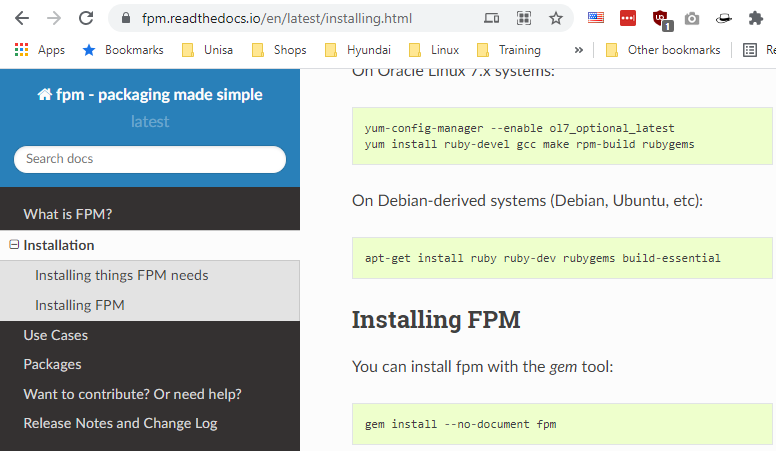 fpm.readthedocs.io/en/latest/installing.html
1
Apps Bookmarks Unisa Shops Hyundai Linux Training » Other bookmarks
fpm - packaging made simple
latest
Search docs
What is FPM?
Installation
Installing things FPM needs
Installing FPM
Use Cases
Packages
Want to contribute? Or need help?
Release Notes and Change Log
On Oracle Linux 7.x systems:
yum-config-manager --enable ol7_optional_latest
yum install ruby-devel gcc make rpm-build rubygems
On Debian-derived systems (Debian, Ubuntu, etc):
apt-get install ruby ruby-dev rubygems build-essential
Installing FPM
You can install fpm with the gem tool:
gem install --no-document fpm